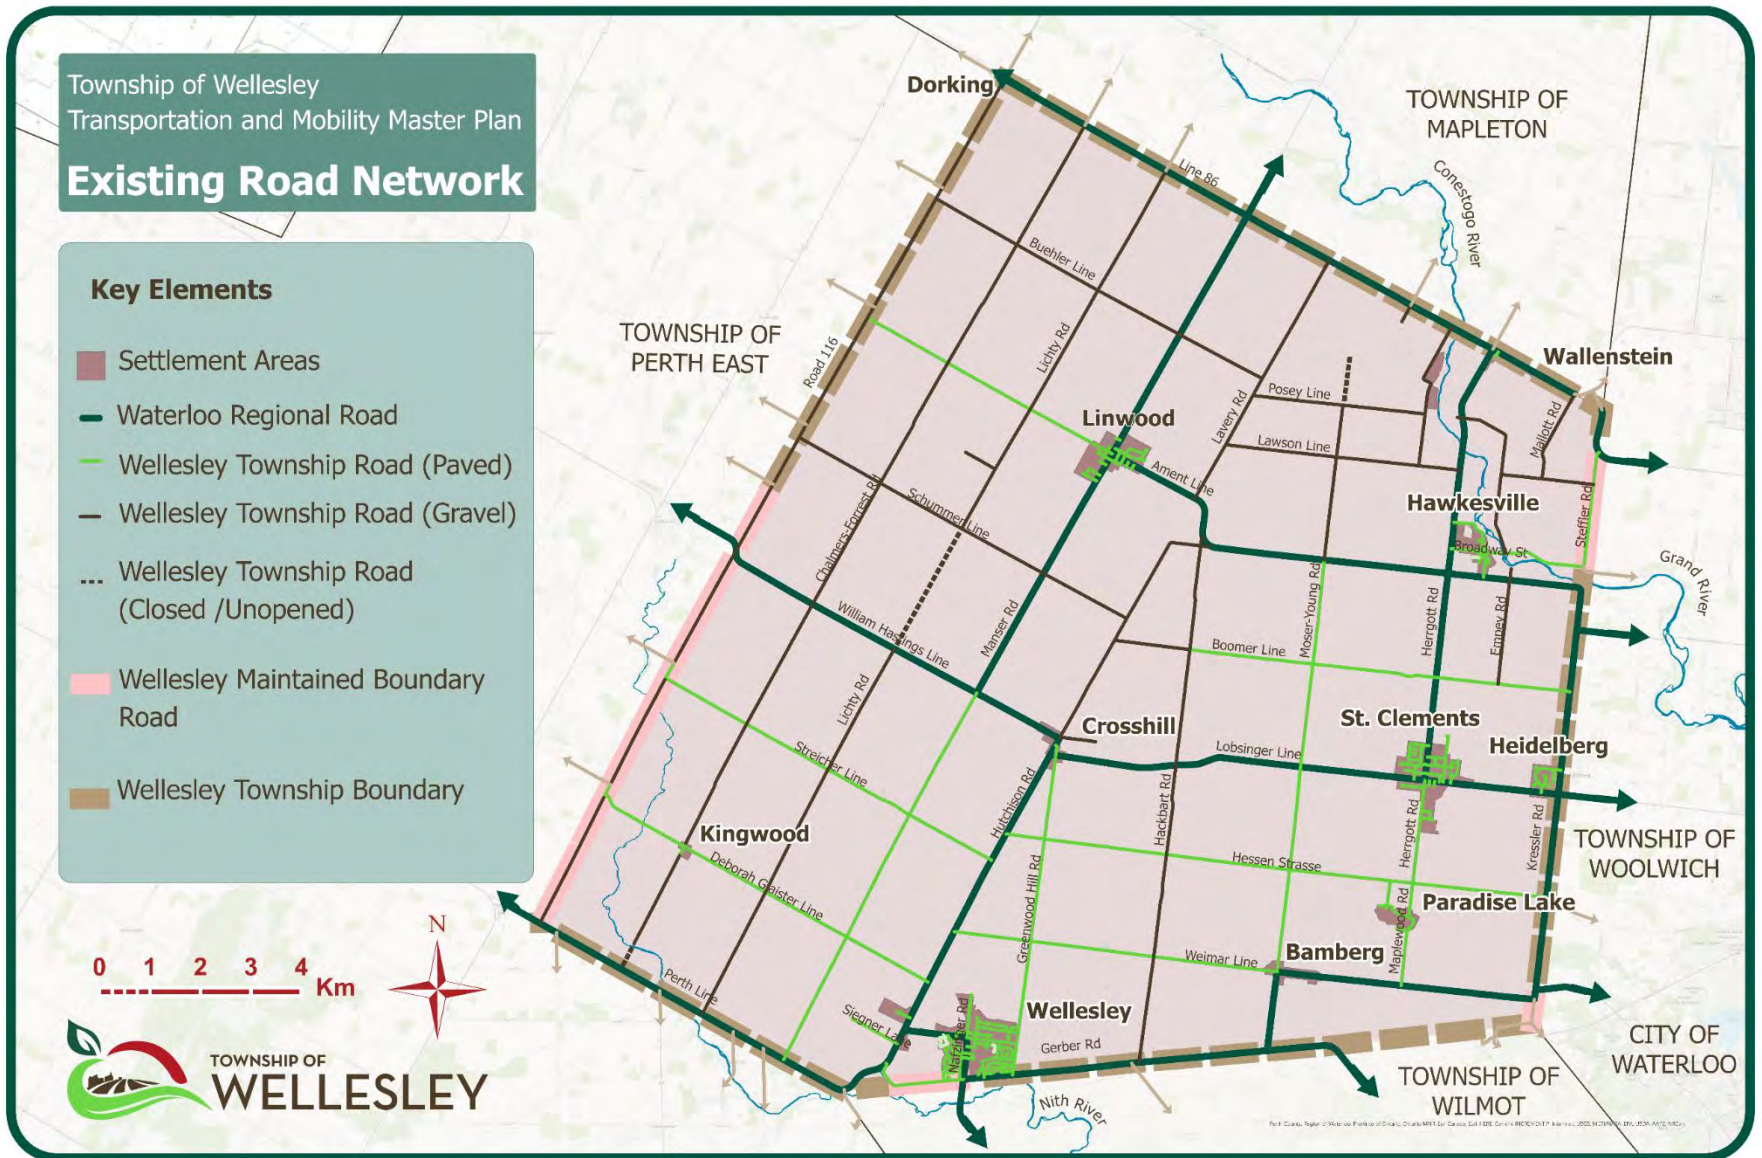 Township of Wellesley
Transportation and Mobility Master Plan
Existing Road Network
Key Elements
Settlement Areas
Waterloo Regional Road
Wellesley Township Road (Paved)
Wellesley Township Road (Gravel)
Wellesley Township Road
(Closed /Unopened)
Wellesley Maintained Boundary
Road
Wellesley Township Boundary
0 1 2 3 4
Km
N
TOWNSHIP OF
WELLESLEY
Dorking
TOWNSHIP OF
MAPLETON
Line 86
Conestogo River
Buehler Line
TOWNSHIP OF
PERTH EAST
Road 116
Lichty Rd
Wallenstein
Posey Line
Linwood
Lavery Rd
Mallott Rd
Lawson Line
Ament Line
Chalmers-Forrest Rd
Schummer Line
Hawkesville
Steffler Rd
Broadway St
Grand River
William Hastings Line
Manser Rd
Moser-Young Rd
Herrgott Rd
Empey Rd
Boomer Line
Lichty Rd
Crosshill
St. Clements
Lobsinger Line
Heidelberg
Streicher Line
Hutchison Rd
Hackbart Rd
Herrgott Rd
Kressler Rd
Kingwood
TOWNSHIP OF
WOOLWICH
Deborah Glaister Line
Greenwood Hill Rd
Hessen Strasse
Paradise Lake
Maplewood Rd
Weimar Line
Bamberg
Perth Line
Siegner Lane
Nafziger Rd
Wellesley
Gerber Rd
CITY OF
WATERLOO
TOWNSHIP OF
WILMOT
Nith River